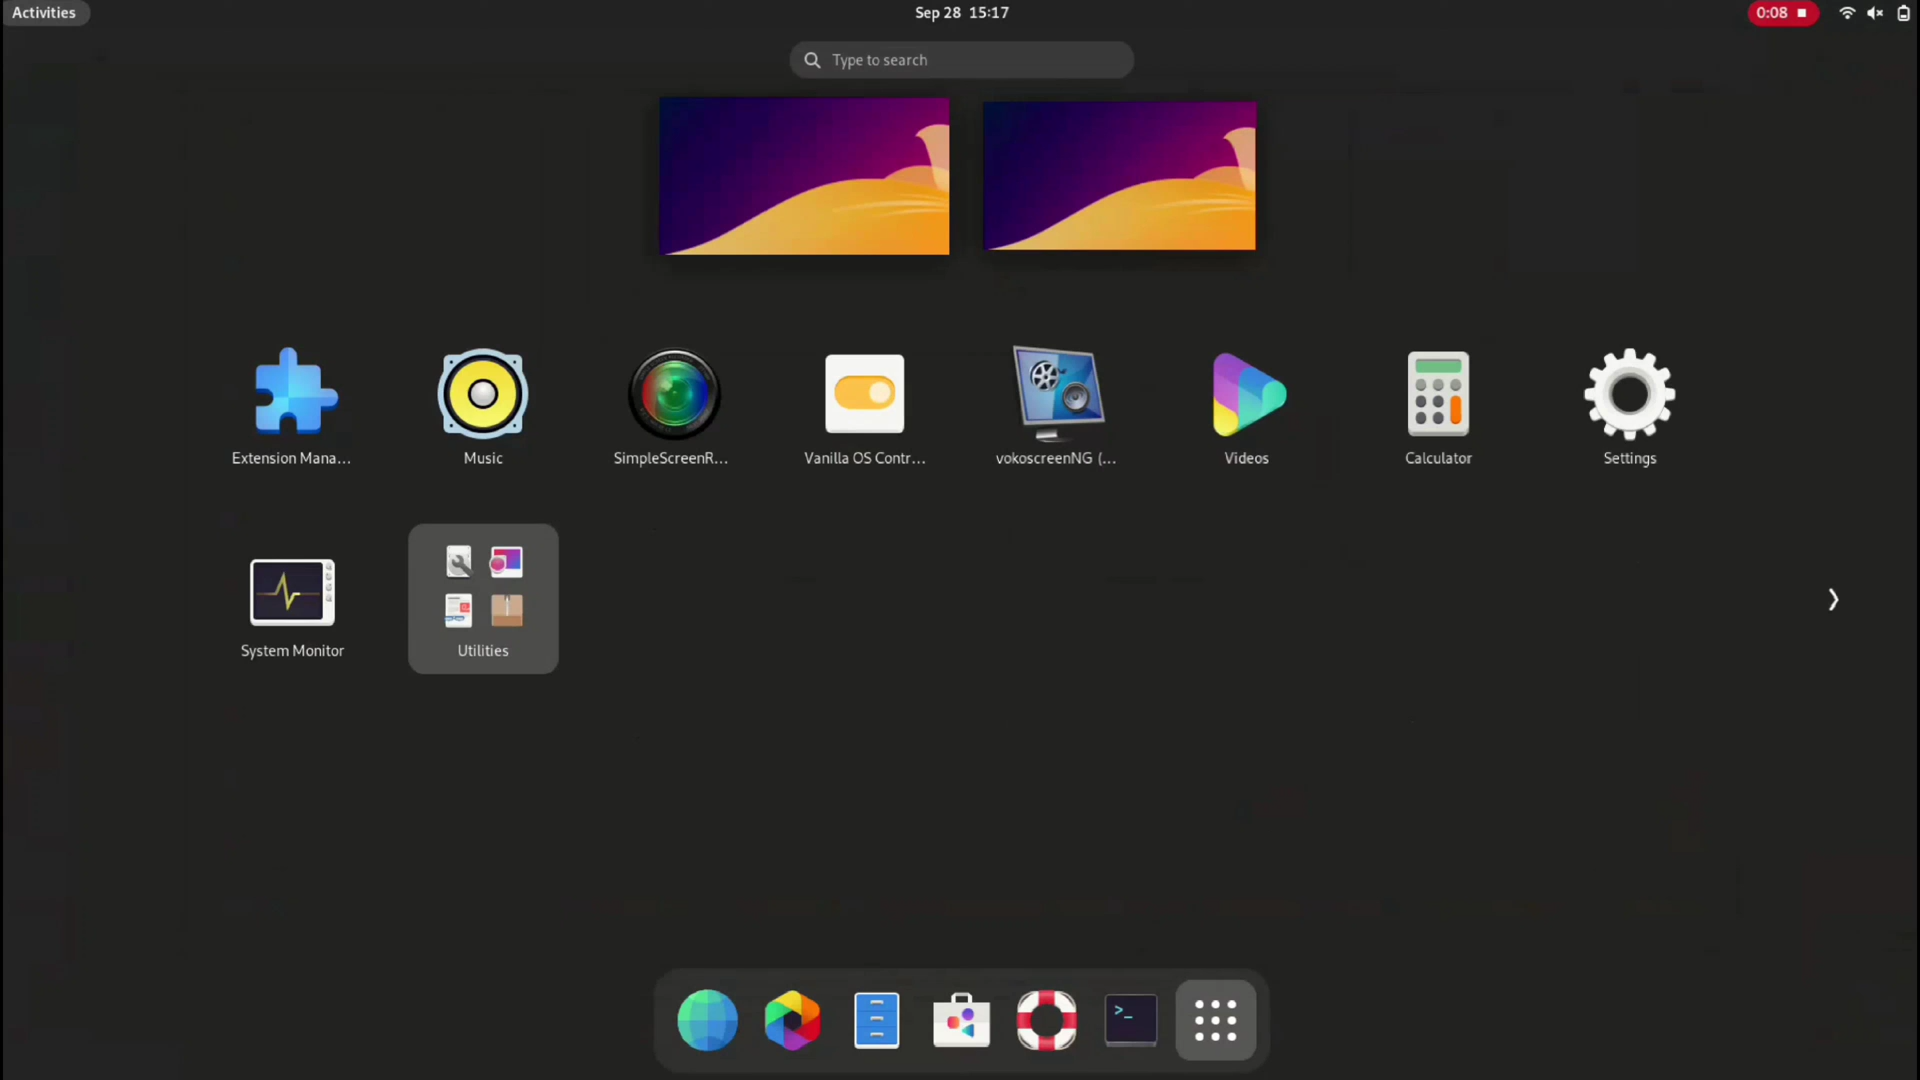 Activities
Sep 28 15:17
0:08
Type to search
Extension Mana...
Music
SimpleScreenR...
Vanilla OS Contr...
vokoscreenNG (...
Videos
Calculator
Settings
System Monitor
Utilities
>_